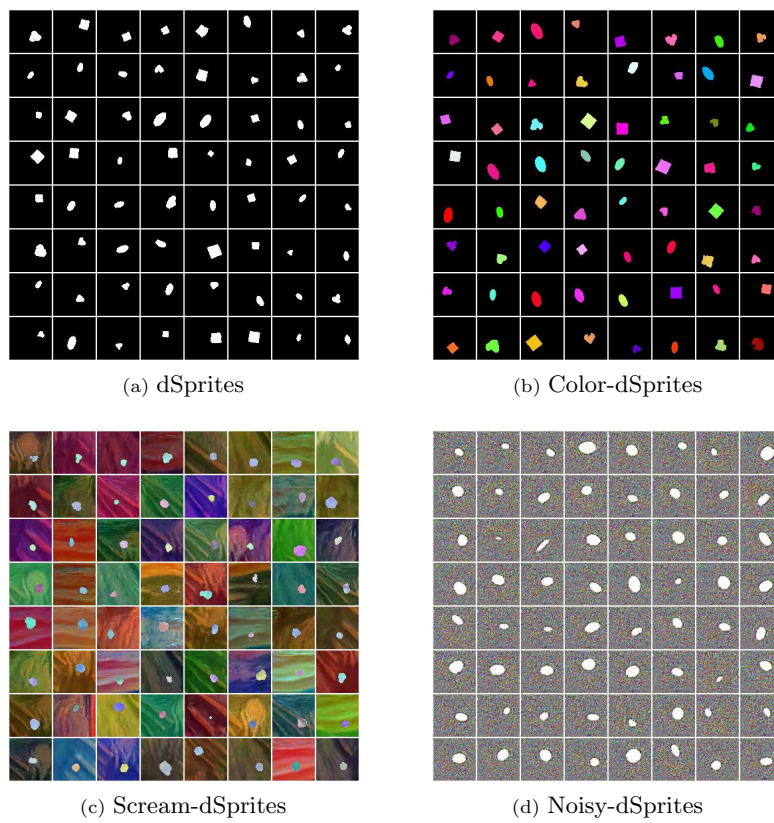 (a) dSprites
(b) Color-dSprites
(c) Scream-dSprites
(d) Noisy-dSprites